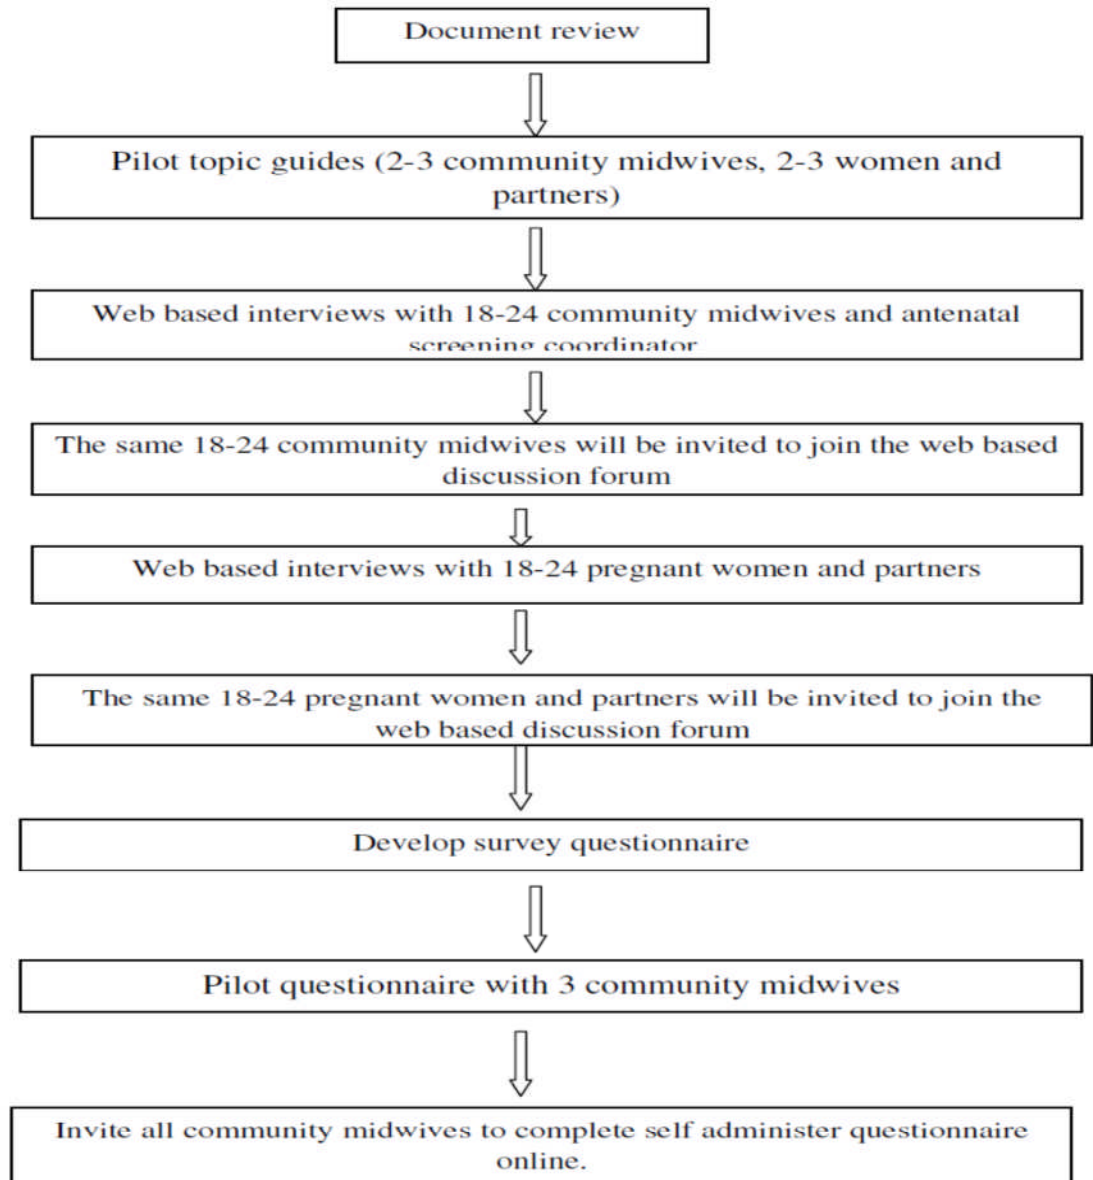 Document review
Pilot topic guides (2-3 community midwives, 2-3 women and
partners)
Web based interviews with 18-24 community midwives and antenatal
screening coordinator
The same 18-24 community midwives will be invited to join the web based
discussion forum
Web based interviews with 18-24 pregnant women and partners
The same 18-24 pregnant women and partners will be invited to join the
web based discussion forum
Develop survey questionnaire
Pilot questionnaire with 3 community midwives
Invite all community midwives to complete self administer questionnaire
online.